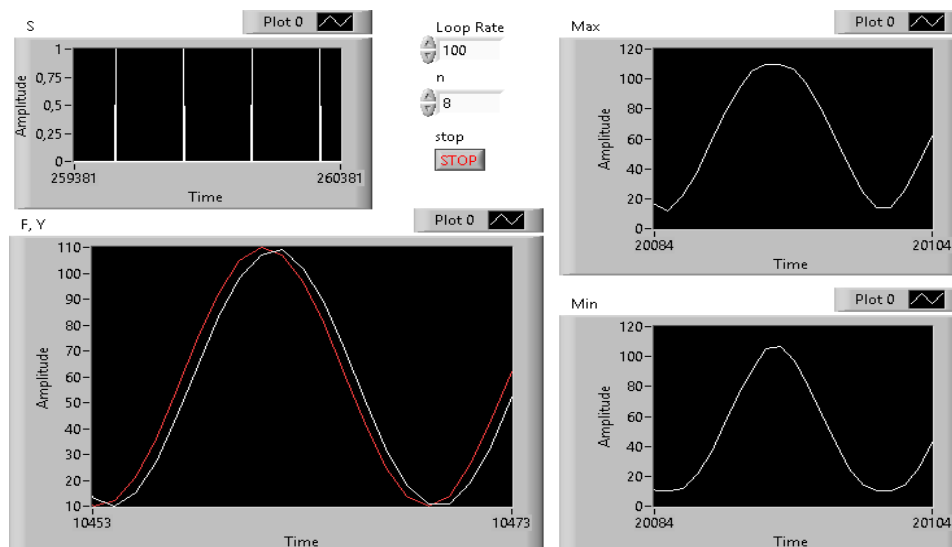 S
Plot 0
Amplitude
1
0,75
0,5
0,25
0
259381
260381
Time
Loop Rate
100
n
8
stop
STOP
Max
Plot 0
Amplitude
120
100
80
60
40
20
0
20084
20104
Time
F, Y
Plot 0
Amplitude
110
100
90
80
70
60
50
40
30
20
10
10453
10473
Time
Min
Plot 0
Amplitude
120
100
80
60
40
20
0
20084
20104
Time